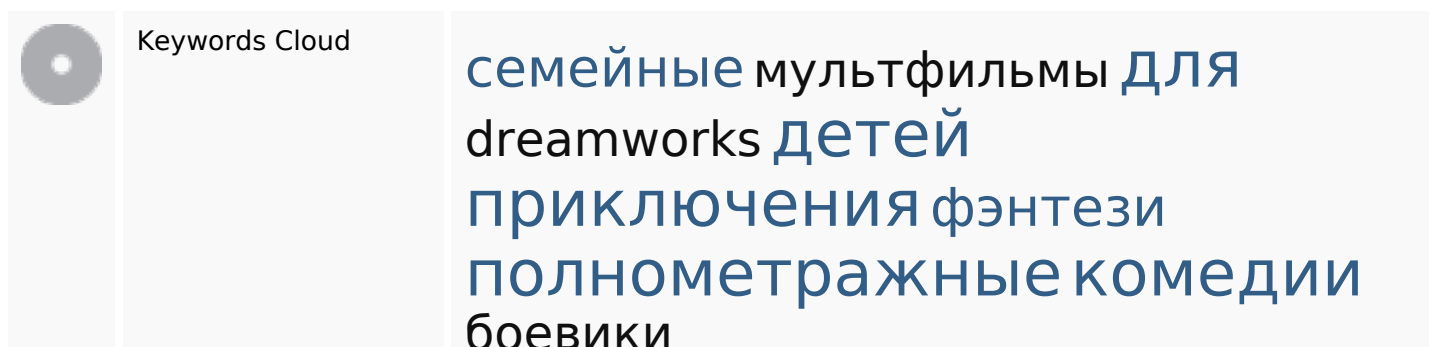 Keywords Cloud
семейные мультфильмы для
dreamworks детей
приключения фэнтези
полнометражные комедии
боевики